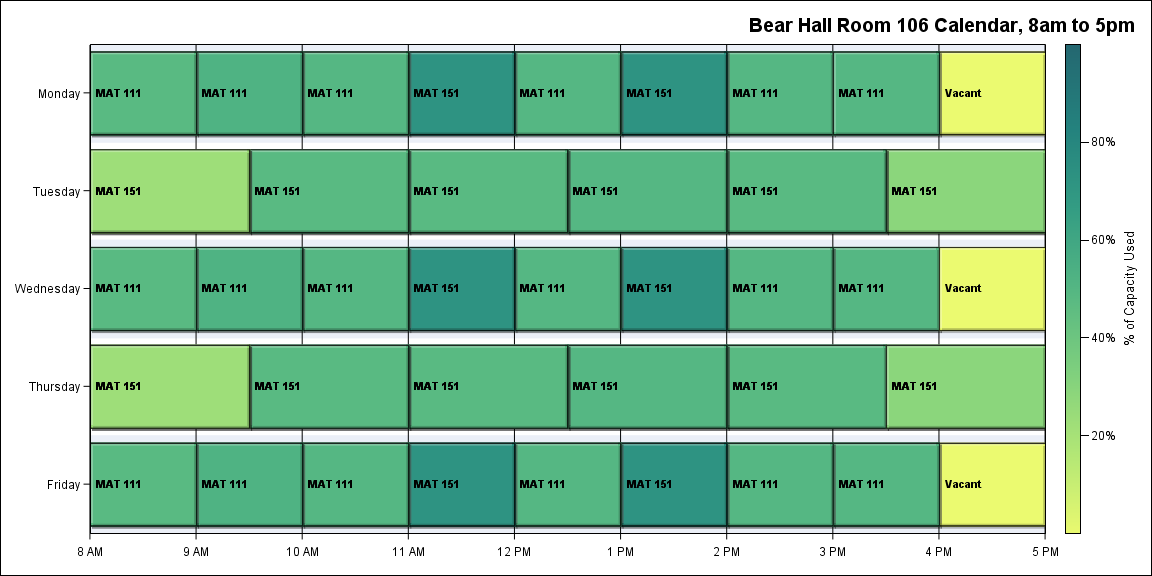 Bear Hall Room 106 Calendar, 8am to 5pm
Monday MAT 111 MAT 111 MAT 111 MAT 151 MAT 111 MAT 151 MAT 111 MAT 111 Vacant
80%
Tuesday MAT 151 MAT 151 MAT 151 MAT 151 MAT 151 MAT 151
60%
Wednesday MAT 111 MAT 111 MAT 111 MAT 151 MAT 111 MAT 151 MAT 111 MAT 111 Vacant
% of Capacity Used
40%
Thursday MAT 151 MAT 151 MAT 151 MAT 151 MAT 151 MAT 151
20%
Friday MAT 111 MAT 111 MAT 111 MAT 151 MAT 111 MAT 151 MAT 111 MAT 111 Vacant
8 AM 9 AM 10 AM 11 AM 12 PM 1 PM 2 PM 3 PM 4 PM 5 PM